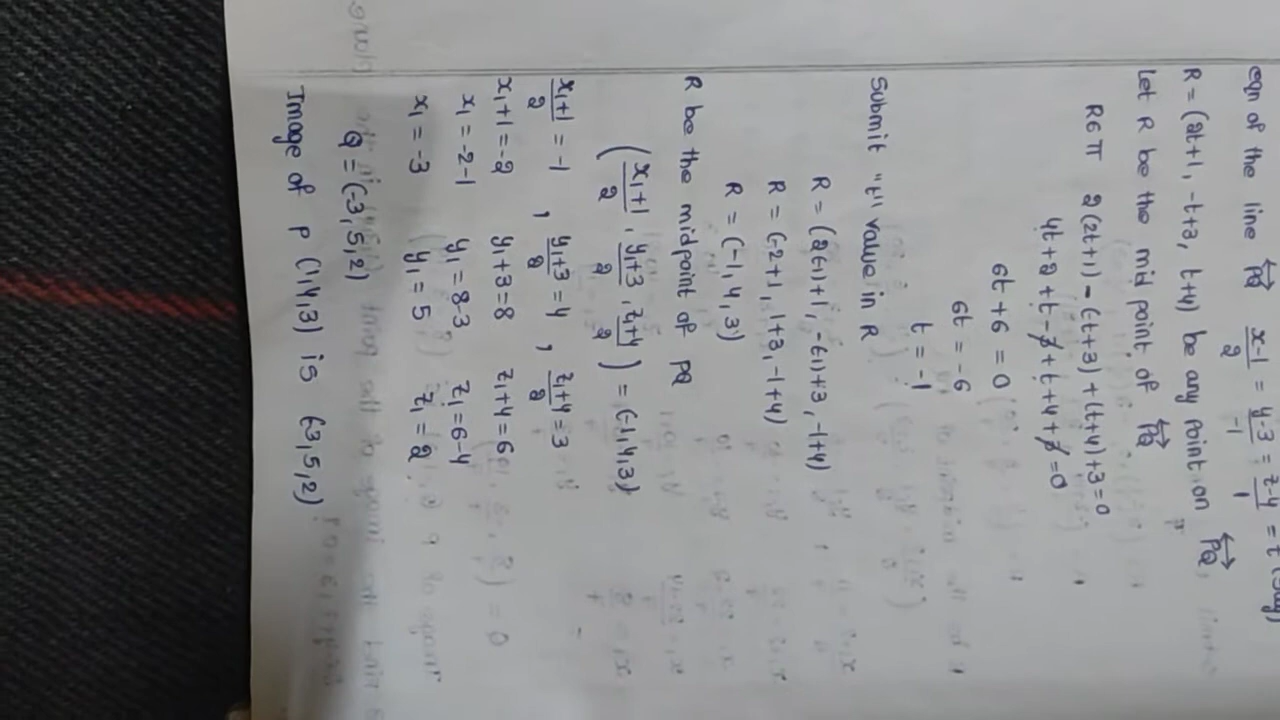 eqn of the line PQ x-1/2 = y-3/-1 = z-4/1 = t (say)
R = (2t+1, -t+3, t+4) be any point on PQ
Let R be the mid point of PQ
R∈π 2(2t+1) - (-t+3) + (t+4)+3=0
4t+2+t-3+t+4+3=0
6t+6=0
6t = -6
t = -1
Submit "t" value in R
R = (2(-1)+1, -(-1)+3, -1+4)
R = (-2+1, 1+3, -1+4)
R = (-1,4,3)
R be the midpoint of PQ
(x₁+1/2, y₁+3/2, z₁+4/2) = (-1,4,3)
x₁+1/2 = -1, y₁+3/2 = 4, z₁+4/2 = 3
x₁+1=-2 y₁+3=8 z₁+4=6
x₁ = -2-1 y₁ = 8-3 z₁=6-4
x₁ = -3 y₁ = 5 z₁ = 2
Q = (-3,5,2)
Image of P (1,4,3) is (-3,5,2)